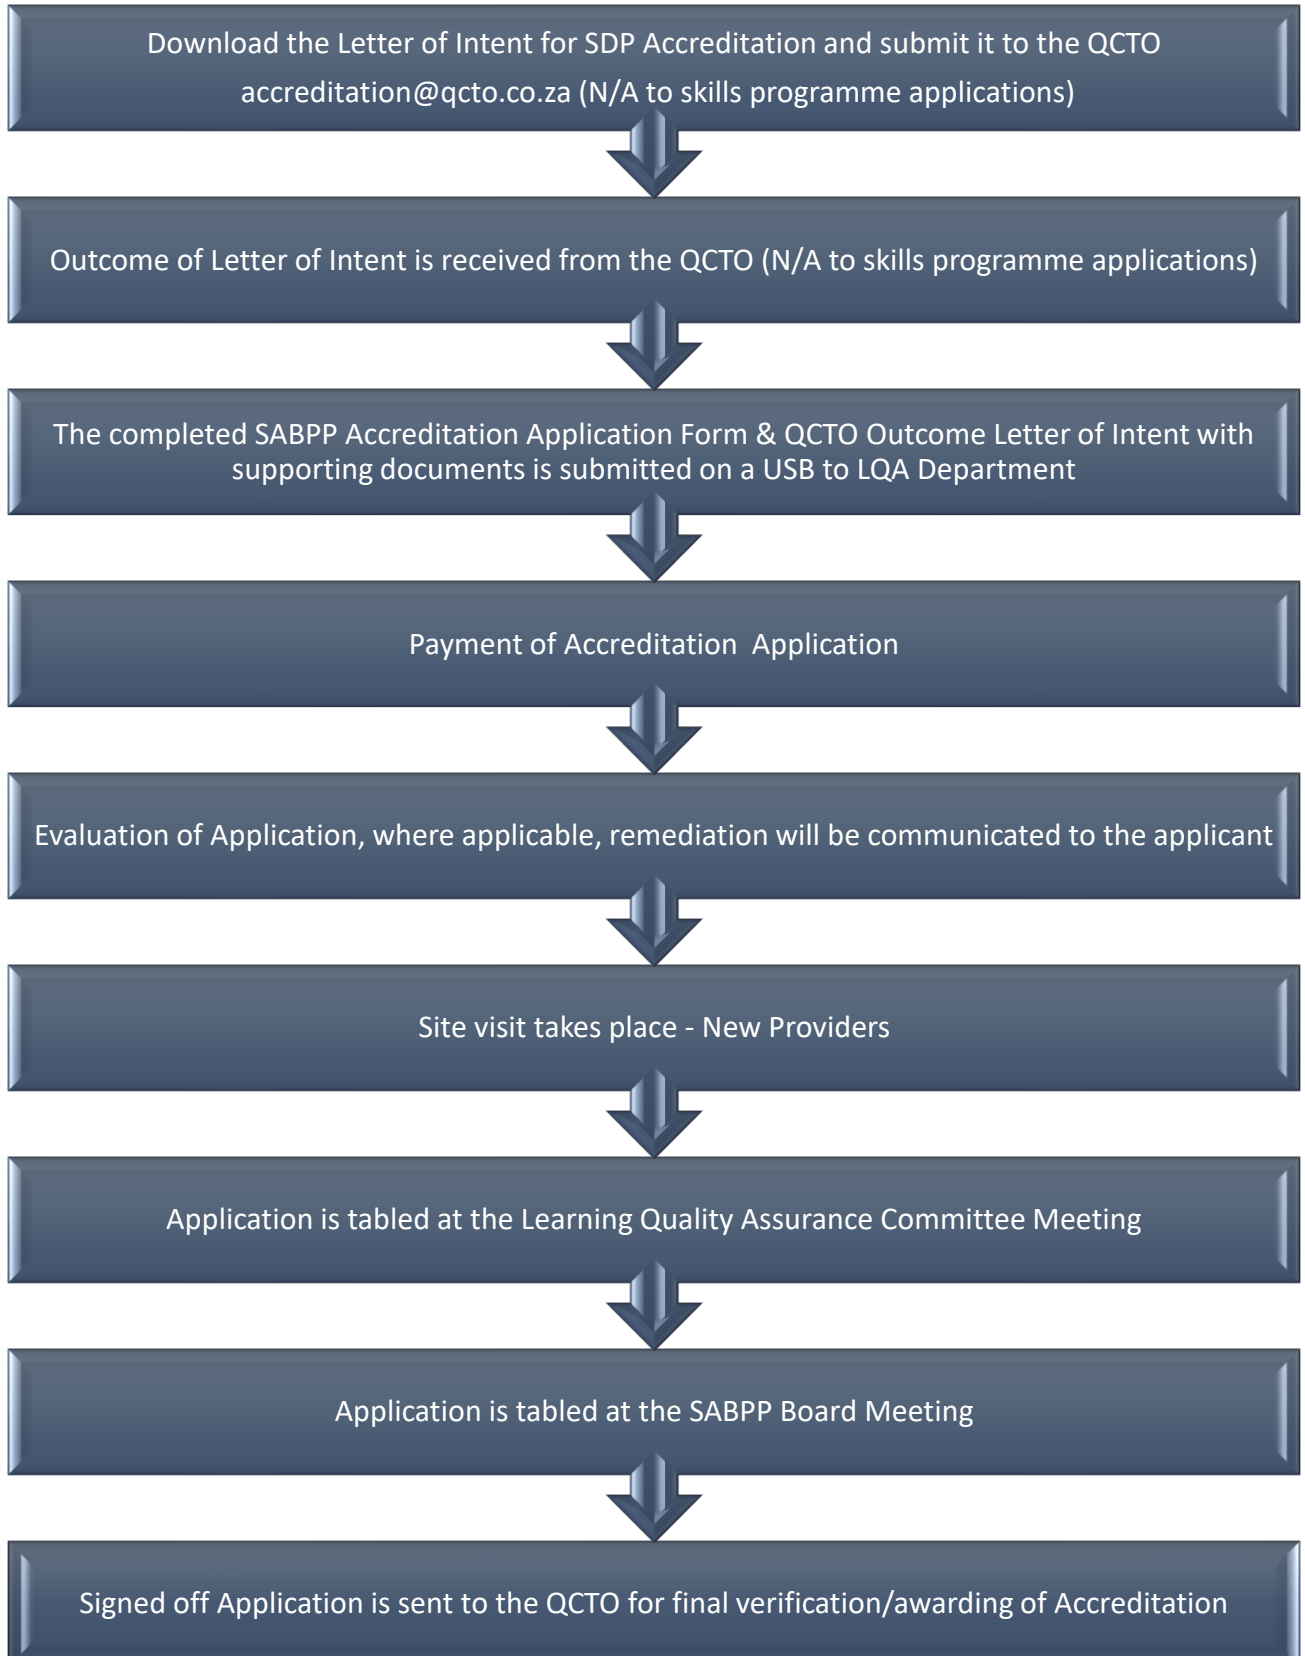 Download the Letter of Intent for SDP Accreditation and submit it to the QCTO
accreditation@qcto.co.za (N/A to skills programme applications)
Outcome of Letter of Intent is received from the QCTO (N/A to skills programme applications)
The completed SABPP Accreditation Application Form & QCTO Outcome Letter of Intent with
supporting documents is submitted on a USB to LQA Department
Payment of Accreditation  Application
Evaluation of Application, where applicable, remediation will be communicated to the applicant
Site visit takes place - New Providers
Application is tabled at the Learning Quality Assurance Committee Meeting
Application is tabled at the SABPP Board Meeting
Signed off Application is sent to the QCTO for final verification/awarding of Accreditation